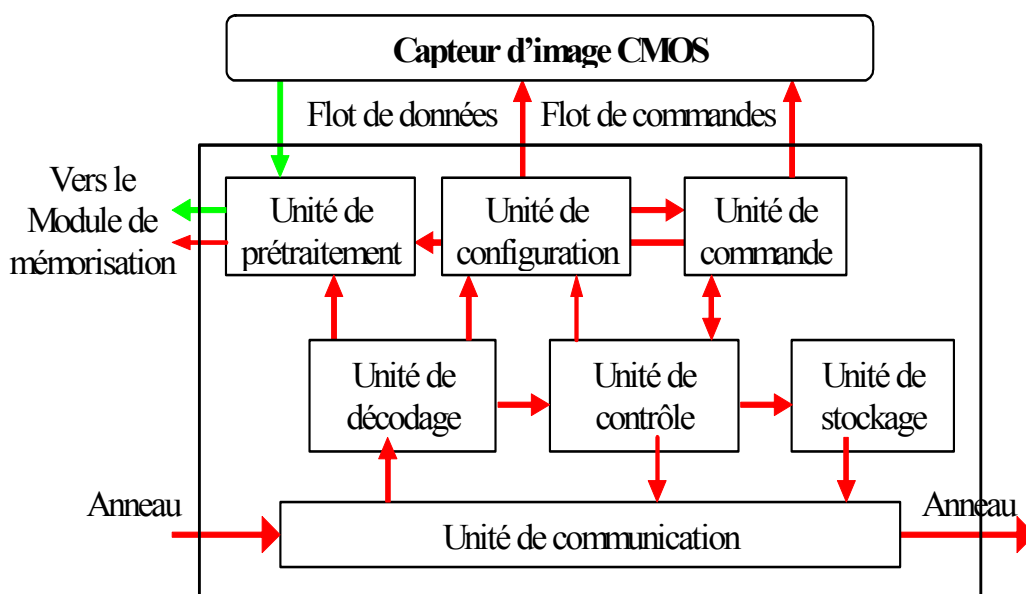 Capteur d'image CMOS
Flot de données
Flot de commandes
Vers le
Module de
mémorisation
Unité de
prétraitement
Unité de
configuration
Unité de
commande
Unité de
décodage
Unité de
contrôle
Unité de
stockage
Anneau
Unité de communication
Anneau